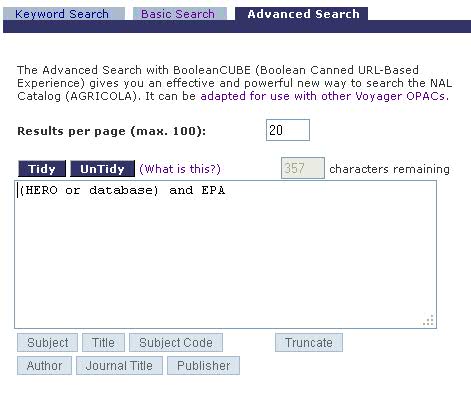 Keyword Search Basic Search Advanced Search
The Advanced Search with BooleanCUBE (Boolean Canned URL-Based
Experience) gives you an effective and powerful new way to search the NAL
Catalog (AGRICOLA). It can be adapted for use with other Voyager OPACs.
Results per page (max. 100): 20
Tidy UnTidy (What is this?) 357 characters remaining
(HERO or database) and EPA
Subject Title Subject Code Truncate
Author Journal Title Publisher